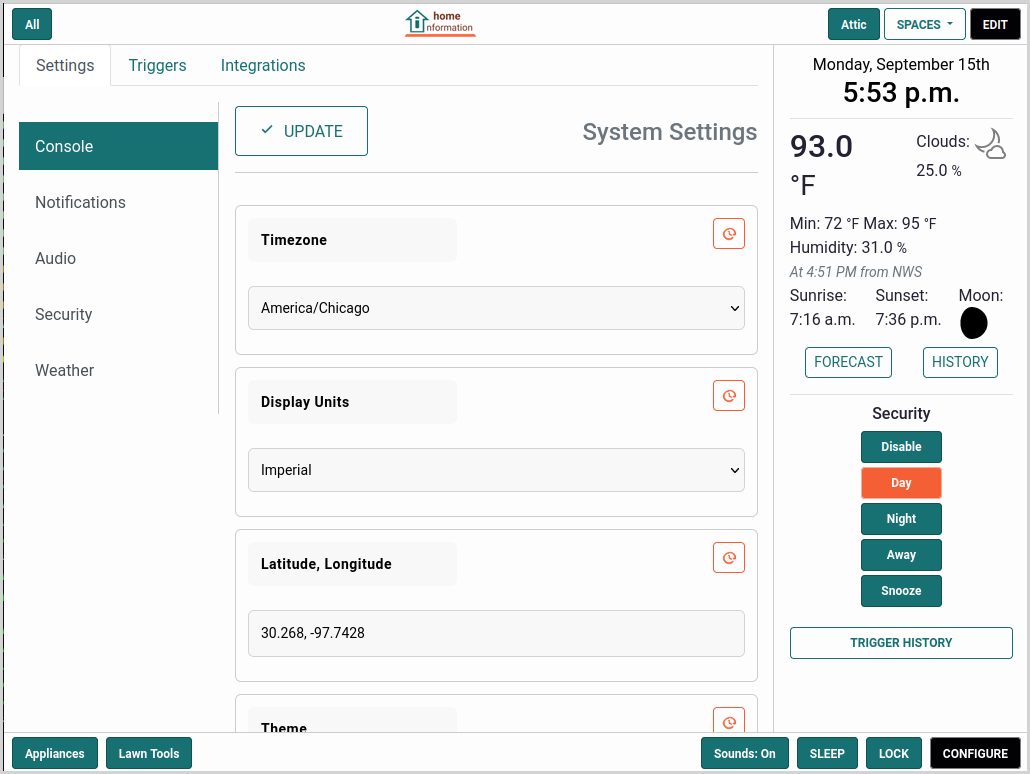 All
home
information
Attic
SPACES
EDIT
Settings
Triggers
Integrations
Console
Notifications
Audio
Security
Weather
UPDATE
System Settings
Timezone
America/Chicago
Display Units
Imperial
Latitude, Longitude
30.268, -97.7428
Theme
Monday, September 15th
5:53 p.m.
93.0
°F
Clouds:
25.0 %
Min: 72 °F Max: 95 °F
Humidity: 31.0 %
At 4:51 PM from NWS
Sunrise: Sunset: Moon:
7:16 a.m. 7:36 p.m.
FORECAST
HISTORY
Security
Disable
Day
Night
Away
Snooze
TRIGGER HISTORY
Appliances
Lawn Tools
Sounds: On
SLEEP
LOCK
CONFIGURE